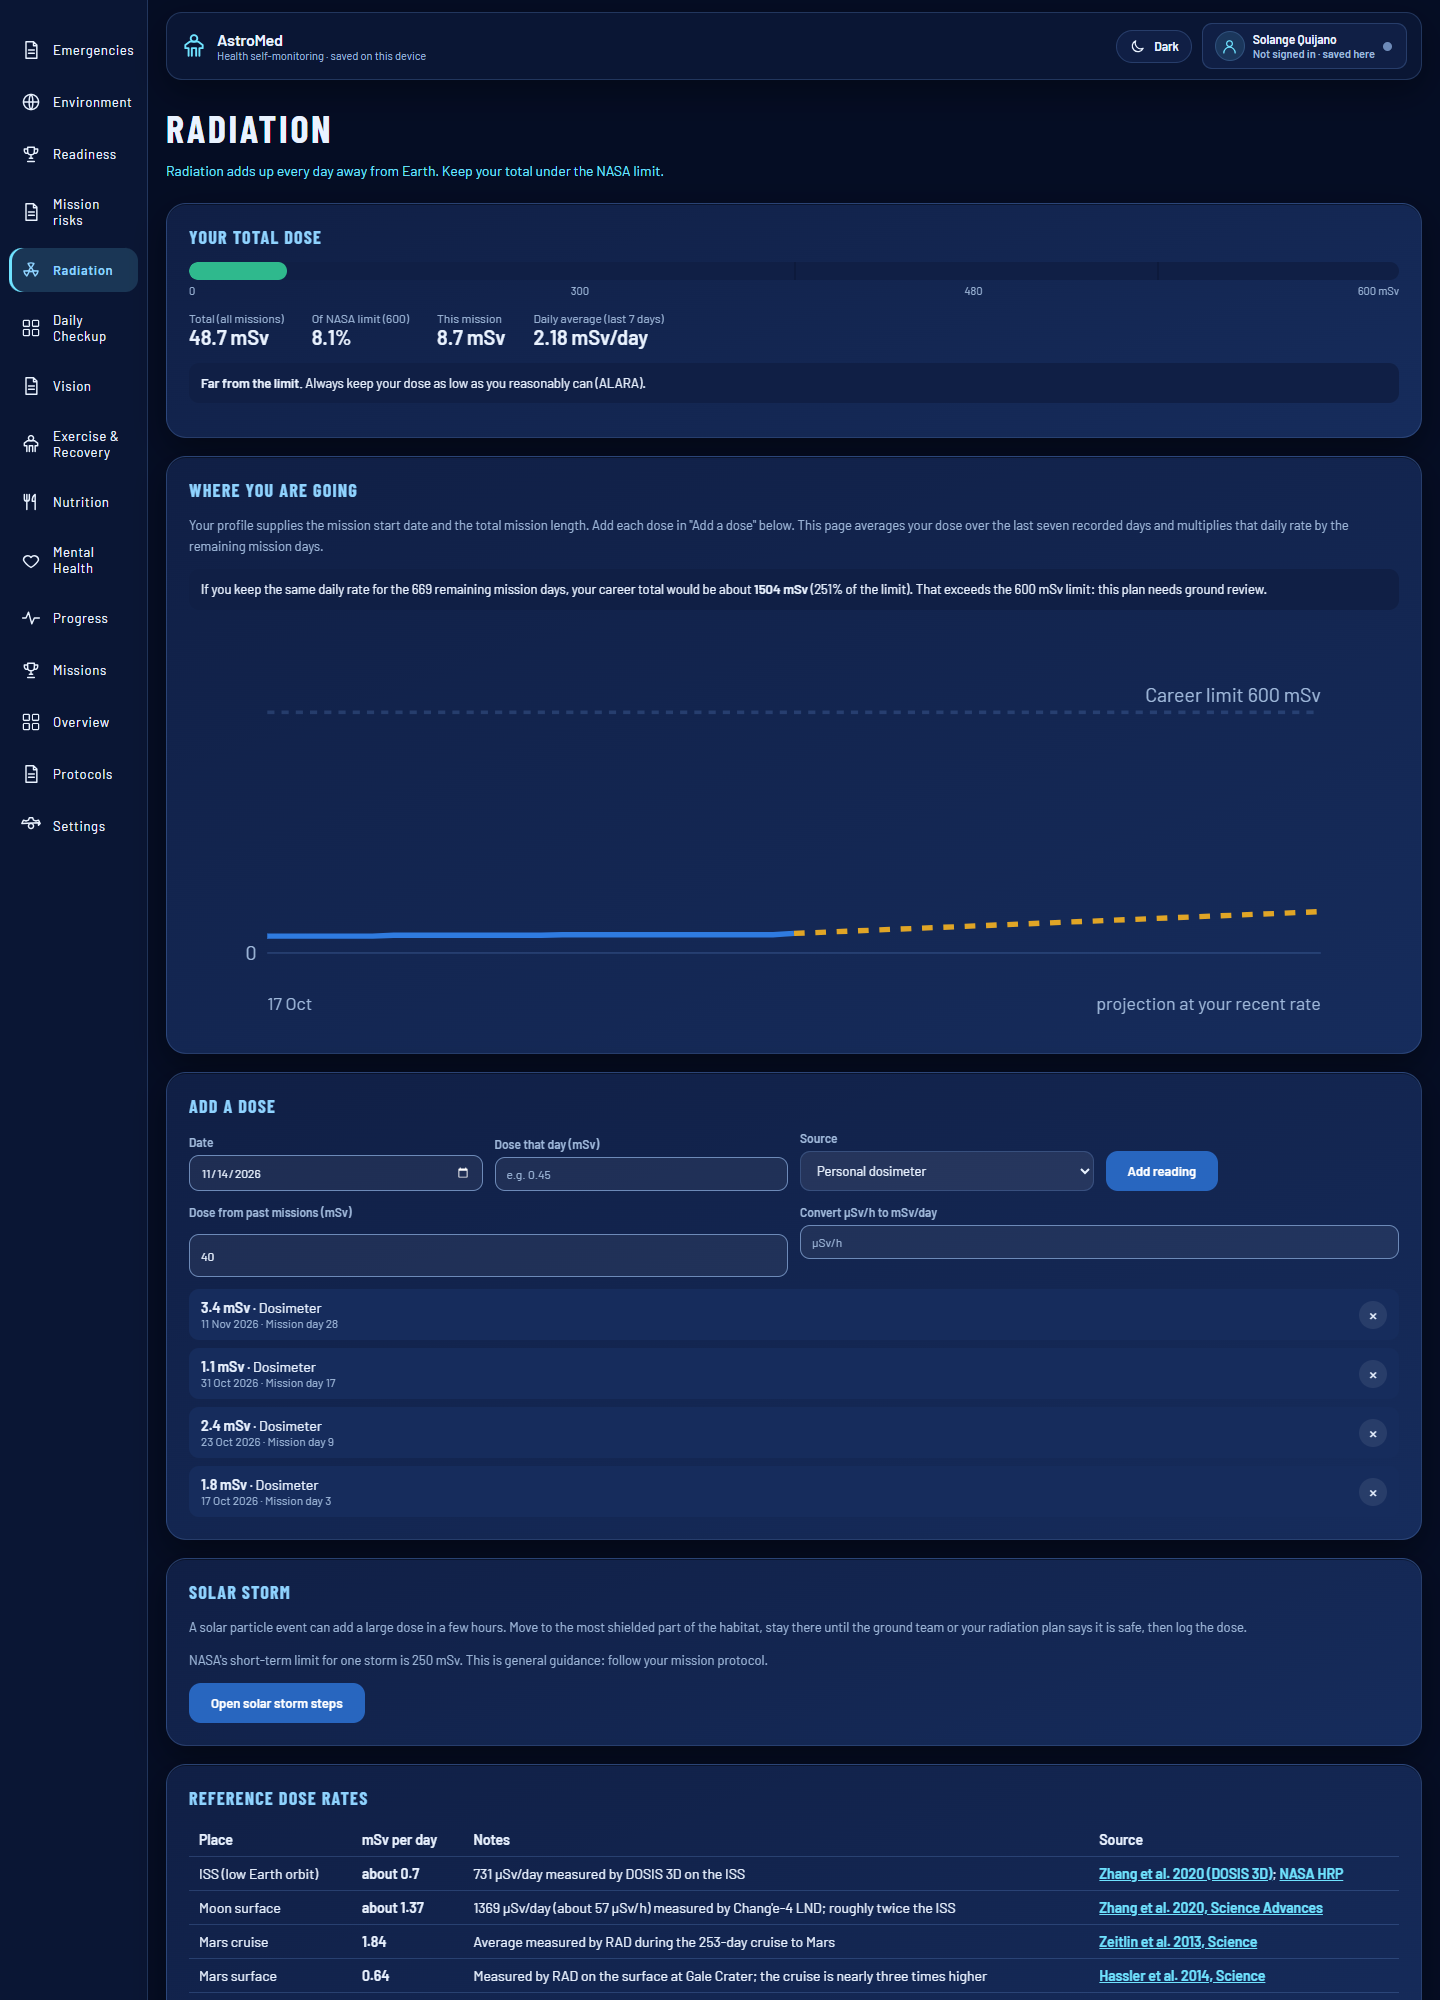 Emergencies
Environment
Readiness
Mission
risks
Radiation
Daily
Checkup
Vision
Exercise &
Recovery
Nutrition
Mental
Health
Progress
Missions
Overview
Protocols
Settings
AstroMed
Health self-monitoring · saved on this device
Dark
Solange Quijano
Not signed in · saved here
RADIATION
Radiation adds up every day away from Earth. Keep your total under the NASA limit.
YOUR TOTAL DOSE
0 300 480 600 mSv
Total (all missions) Of NASA limit (600) This mission Daily average (last 7 days)
48.7 mSv 8.1% 8.7 mSv 2.18 mSv/day
Far from the limit. Always keep your dose as low as you reasonably can (ALARA).
WHERE YOU ARE GOING
Your profile supplies the mission start date and the total mission length. Add each dose in "Add a dose" below. This page averages your dose over the last seven recorded days and multiplies that daily rate by the
remaining mission days.
If you keep the same daily rate for the 669 remaining mission days, your career total would be about 1504 mSv (251% of the limit). That exceeds the 600 mSv limit: this plan needs ground review.
Career limit 600 mSv
0
17 Oct projection at your recent rate
ADD A DOSE
Date Dose that day (mSv) Source
11/14/2026 e.g. 0.45 Personal dosimeter Add reading
Dose from past missions (mSv) Convert µSv/h to mSv/day
40 µSv/h
3.4 mSv · Dosimeter
11 Nov 2026 · Mission day 28
×
1.1 mSv · Dosimeter
31 Oct 2026 · Mission day 17
×
2.4 mSv · Dosimeter
23 Oct 2026 · Mission day 9
×
1.8 mSv · Dosimeter
17 Oct 2026 · Mission day 3
×
SOLAR STORM
A solar particle event can add a large dose in a few hours. Move to the most shielded part of the habitat, stay there until the ground team or your radiation plan says it is safe, then log the dose.
NASA's short-term limit for one storm is 250 mSv. This is general guidance: follow your mission protocol.
Open solar storm steps
REFERENCE DOSE RATES
Place mSv per day Notes Source
ISS (low Earth orbit) about 0.7 731 µSv/day measured by DOSIS 3D on the ISS Zhang et al. 2020 (DOSIS 3D); NASA HRP
Moon surface about 1.37 1369 µSv/day (about 57 µSv/h) measured by Chang'e-4 LND; roughly twice the ISS Zhang et al. 2020, Science Advances
Mars cruise 1.84 Average measured by RAD during the 253-day cruise to Mars Zeitlin et al. 2013, Science
Mars surface 0.64 Measured by RAD on the surface at Gale Crater; the cruise is nearly three times higher Hassler et al. 2014, Science